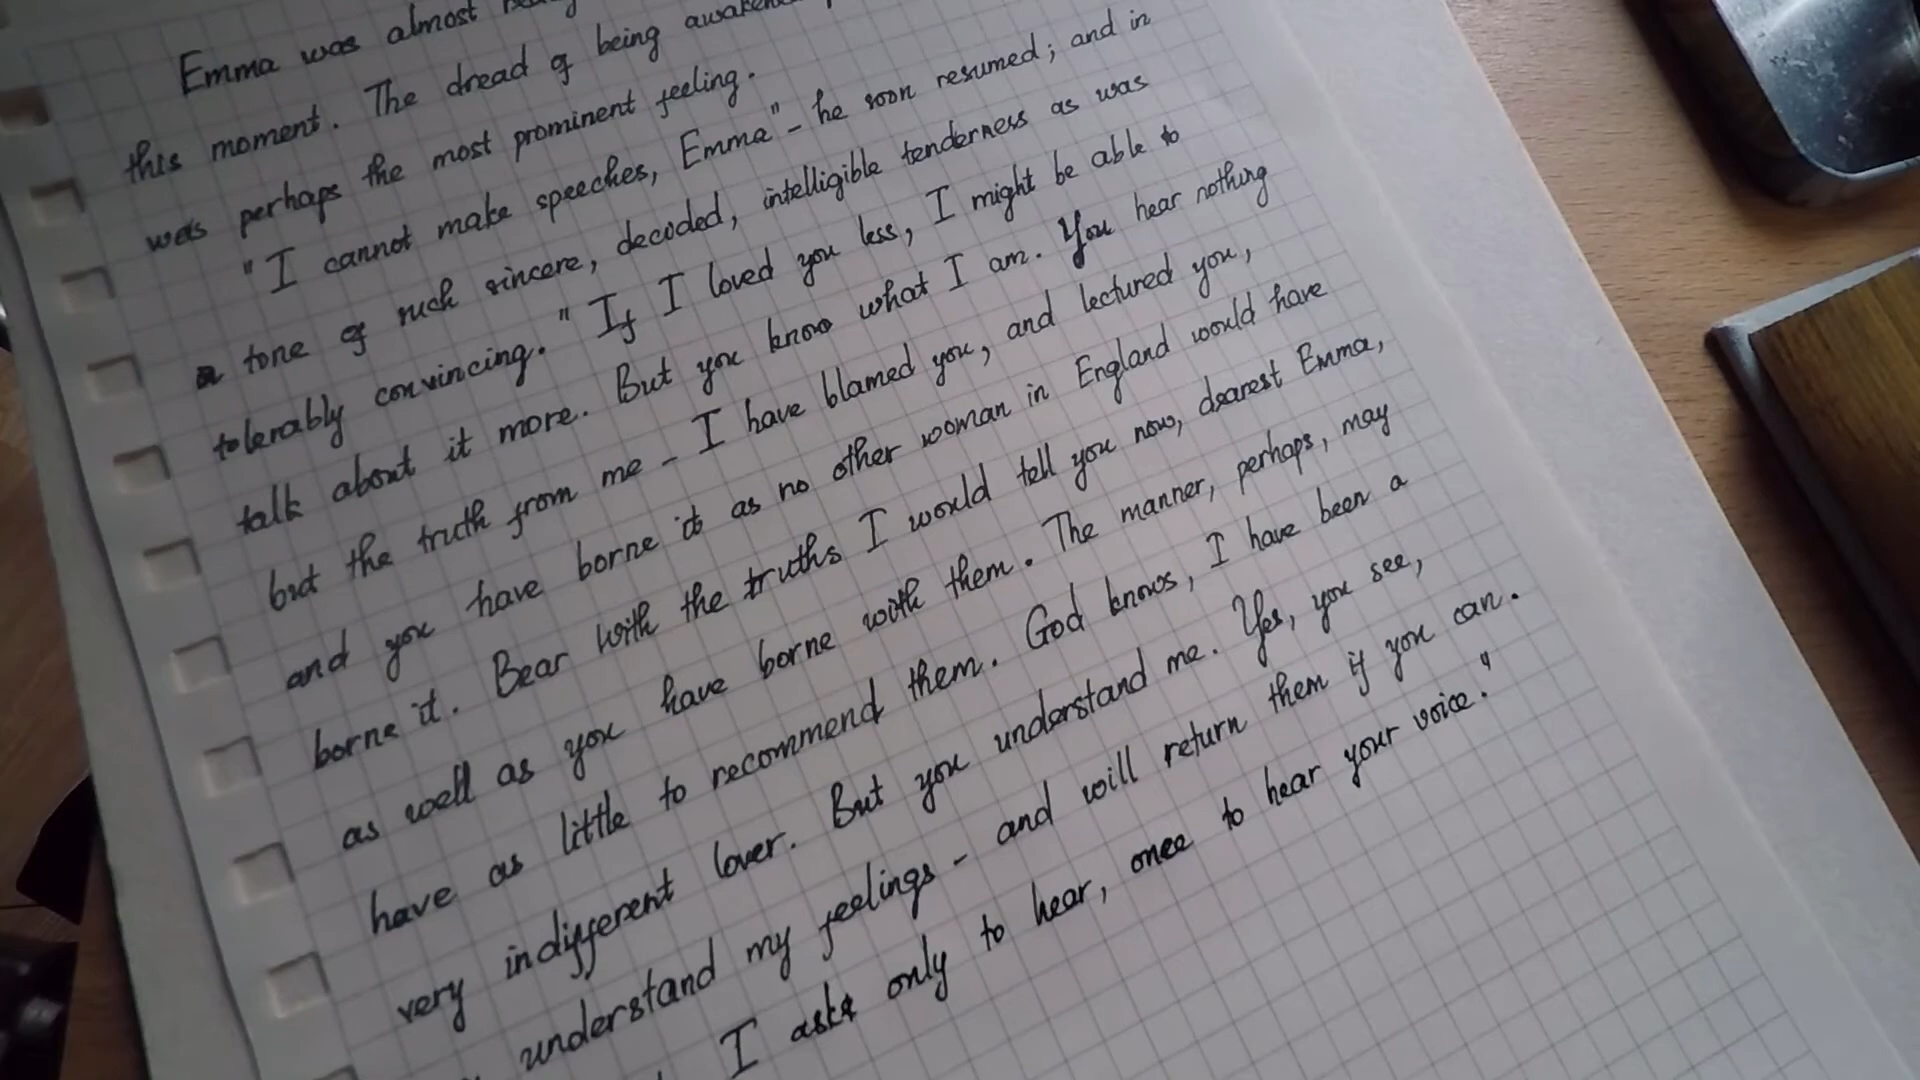 Emma was almost
this moment. The dread of being
was perhaps the most prominent feeling.
"I cannot make speeches, Emma" - he soon resumed; and in
a tone of such sincere, decided, intelligible tenderness as was
tolerably convincing. "If I loved you less, I might be able to
talk about it more. But you know what I am. You hear nothing
but the truth from me - I have blamed you, and lectured you,
and you have borne it as no other woman in England would have
borne it. Bear with the truths I would tell you now, dearest Emma,
as well as you have borne with them. The manner, perhaps, may
have as little to recommend them. God knows, I have been a
very indifferent lover. But you understand me. Yes, you see,
understand my feelings - and will return them if you can.
I ask only to hear, once to hear your voice."